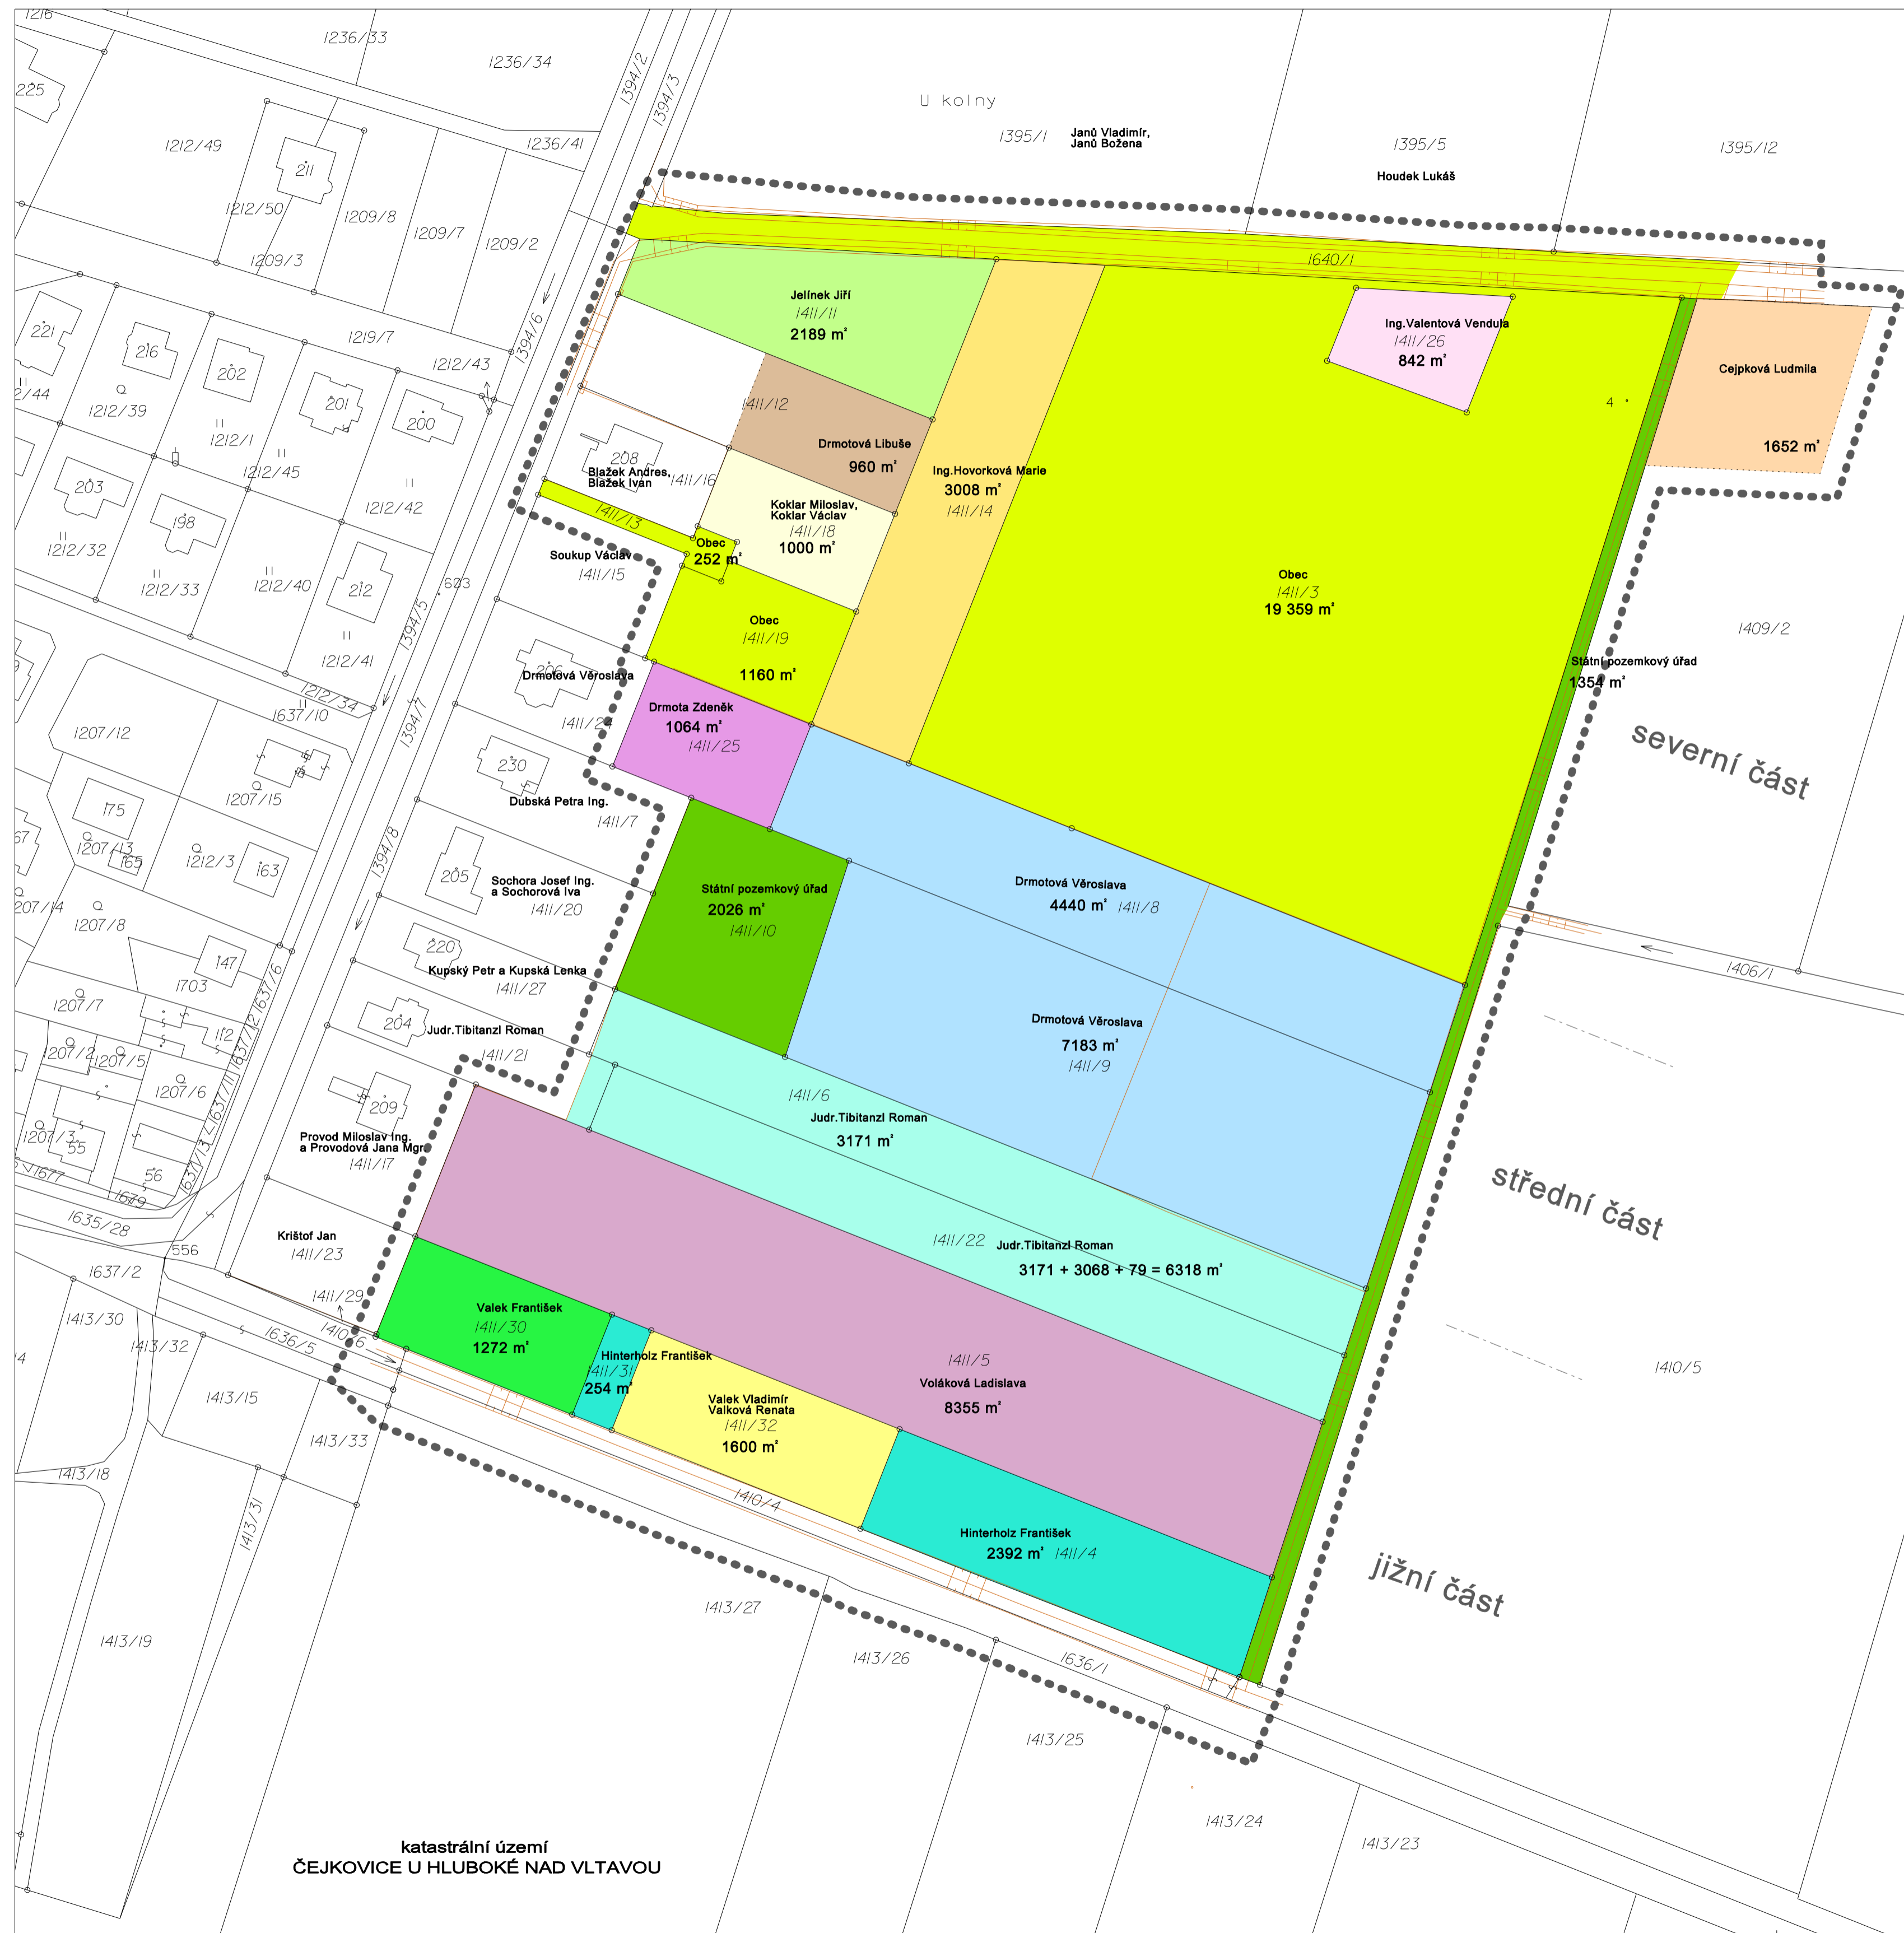 1216
1236/33
1236/34
1394/2
1394/3
225
1212/49
211
1236/41
U kolny
1395/1
Janů Vladimír,
Janů Božena
1395/5
Houdek Lukáš
1395/12
1212/50
1209/8
1209/7
1209/2
1209/3
1640/1
221
216
202
1219/7
1212/43
1394/6
Jelínek Jiří
1411/11
2189 m²
Ing.Valentová Vendula
1411/26
842 m²
Cejpková Ludmila
1652 m²
4
1212/39
201
200
1212/1
1212/45
1212/42
1411/12
Drmotová Libuše
960 m²
Ing.Hovorková Marie
3008 m²
1411/14
208
Blažek Andres,
Blažek Ivan
1411/16
203
198
1212/32
1212/33
1212/40
212
603
1411/13
Koklar Miloslav,
Koklar Václav
1411/18
1000 m²
Obec
252 m²
Soukup Václav
1411/15
Obec
1411/3
19 359 m²
1409/2
1394/5
1212/41
1212/34
Obec
1411/19
1160 m²
206
Drmotová Věroslava
1411/24
Státní pozemkový úřad
1354 m²
1637/10
1394/7
1207/12
Drmota Zdeněk
1064 m²
1411/25
severní část
230
Dubská Petra Ing.
1411/7
1207/15
175
165
1207/13
1212/3
163
1394/8
205
Sochora Josef Ing.
a Sochorová Iva
1411/20
Státní pozemkový úřad
2026 m²
1411/10
Drmotová Věroslava
4440 m² 1411/8
1207/8
147
220
Kupský Petr a Kupská Lenka
1411/27
1406/1
1703
1637/6
1207/7
112
1637/12
204
Judr.Tibitanzl Roman
1411/21
Drmotová Věroslava
7183 m²
1411/9
1207/2
1207/5
1207/6
1637/11
1411/6
Judr.Tibitanzl Roman
3171 m²
209
Provod Miloslav Ing.
a Provodová Jana Mgr.
1411/17
1207/3
55
56
1637/13
1677
1679
1635/28
střední část
Krištof Jan
1411/23
556
1411/22
Judr.Tibitanzl Roman
3171 + 3068 + 79 = 6318 m²
1637/2
1411/29
1410/6
1636/5
1413/30
1413/32
Valek František
1411/30
1272 m²
Hinterholz František
1411/31
254 m²
1411/5
Voláková Ladislava
8355 m²
1410/5
1413/15
Valek Vladimír
Valková Renata
1411/32
1600 m²
1413/33
1413/18
1413/31
1410/4
Hinterholz František
2392 m² 1411/4
jižní část
1413/19
1413/27
1413/26
1636/1
1413/25
1413/24
1413/23
katastrální území
ČEJKOVICE U HLUBOKÉ NAD VLTAVOU